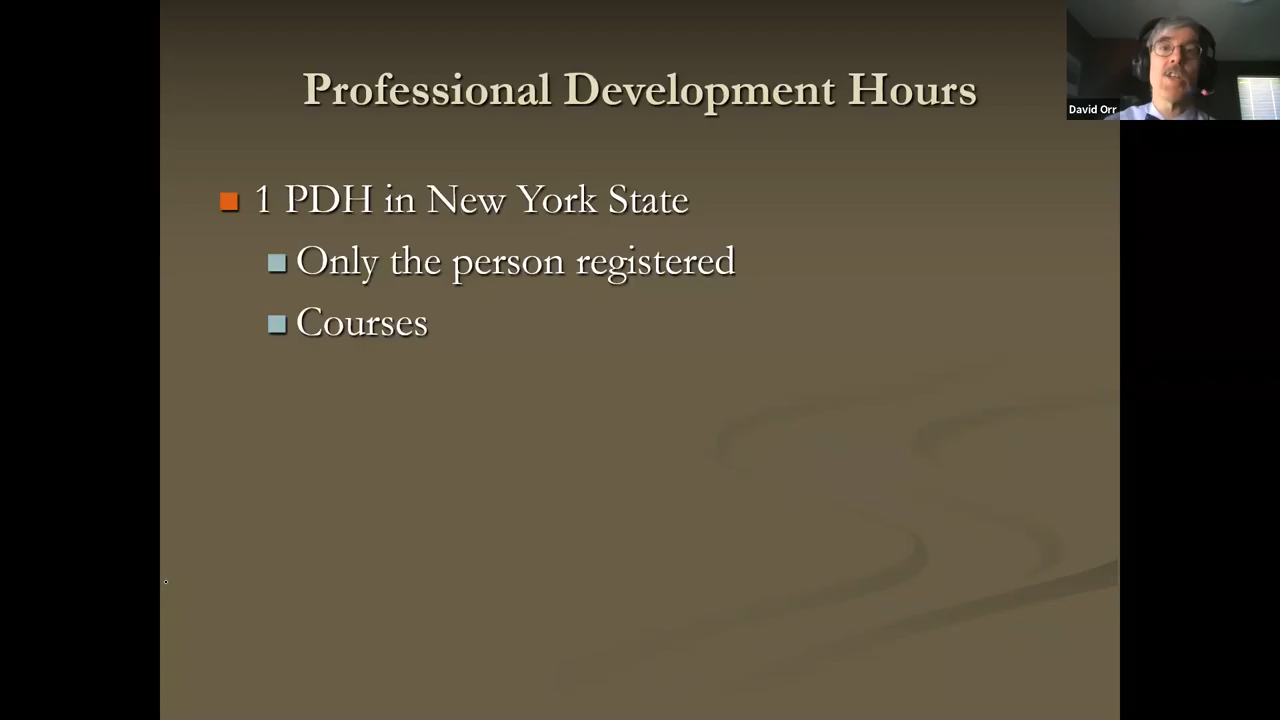 Professional Development Hours
David Orr
1 PDH in New York State
Only the person registered
Courses